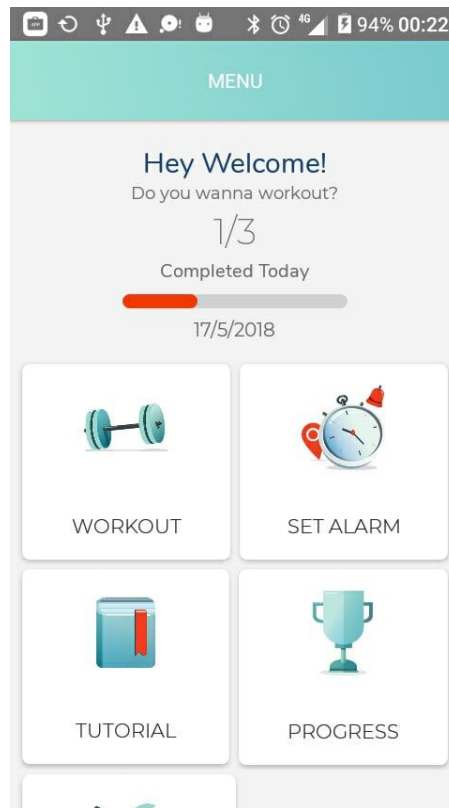 4G 94% 00:22
MENU
Hey Welcome!
Do you wanna workout?
1/3
Completed Today
17/5/2018
WORKOUT
SET ALARM
TUTORIAL
PROGRESS